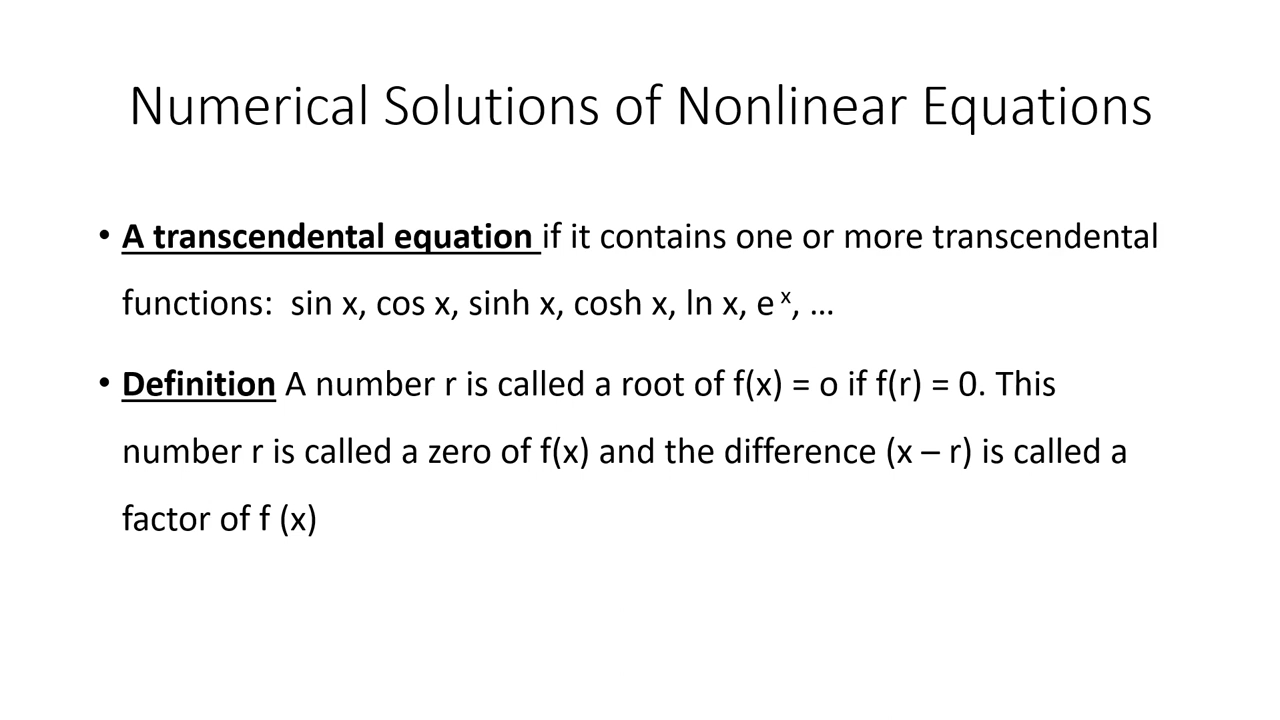 Numerical Solutions of Nonlinear Equations
• A transcendental equation if it contains one or more transcendental
functions:  sin x, cos x, sinh x, cosh x, ln x, e ˣ, ...
• Definition A number r is called a root of f(x) = o if f(r) = 0. This
number r is called a zero of f(x) and the difference (x – r) is called a
factor of f (x)